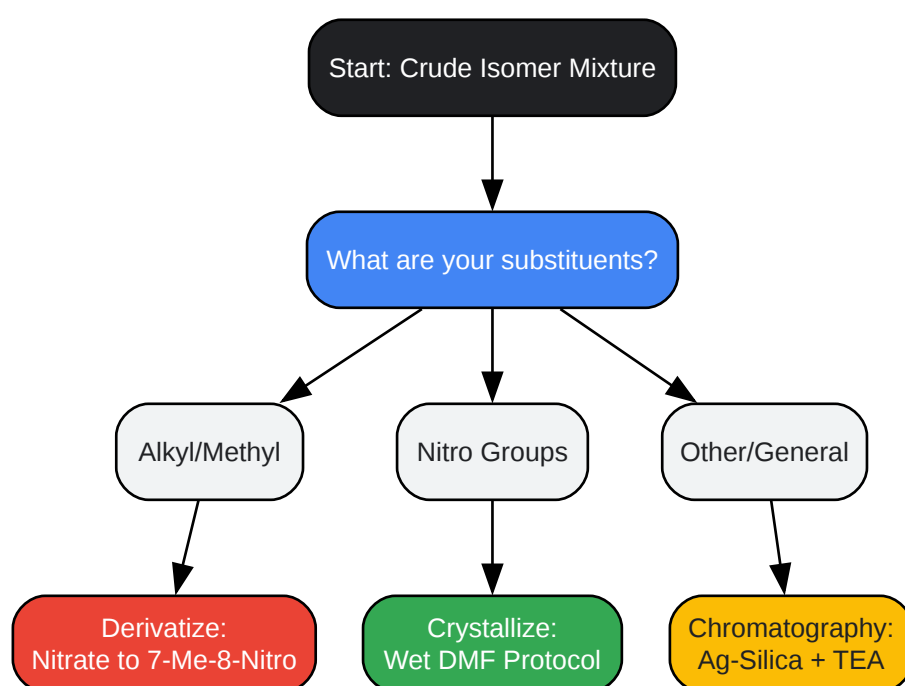 Start: Crude Isomer Mixture
What are your substituents?
Alkyl/Methyl
Nitro Groups
Other/General
Derivatize:
Nitrate to 7-Me-8-Nitro
Crystallize:
Wet DMF Protocol
Chromatography:
Ag-Silica + TEA